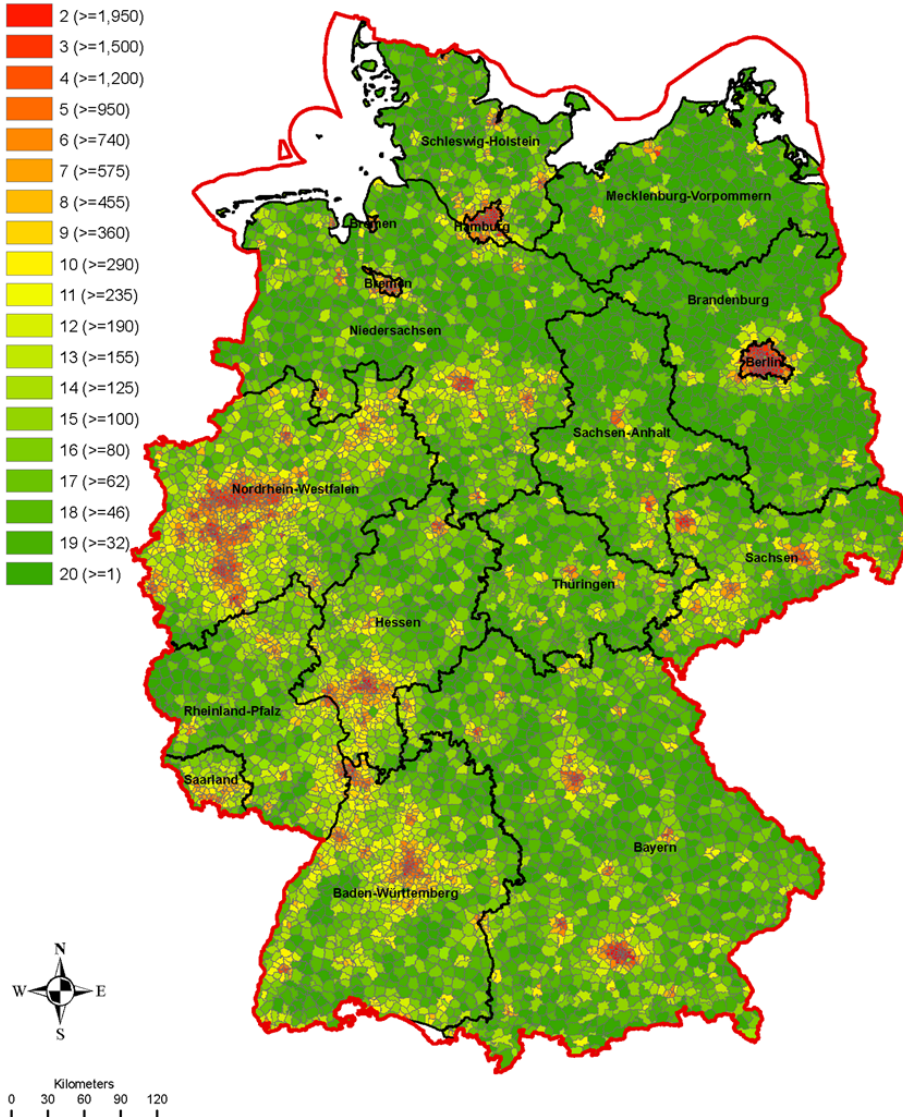 2 (>=1,950)
3 (>=1,500)
4 (>=1,200)
5 (>=950)
6 (>=740)
7 (>=575)
8 (>=455)
9 (>=360)
10 (>=290)
11 (>=235)
12 (>=190)
13 (>=155)
14 (>=125)
15 (>=100)
16 (>=80)
17 (>=62)
18 (>=46)
19 (>=32)
20 (>=1)
Schleswig-Holstein
Mecklenburg-Vorpommern
Bremen
Hamburg
Bremen
Brandenburg
Niedersachsen
Berlin
Sachsen-Anhalt
Nordrhein-Westfalen
Sachsen
Thüringen
Hessen
Rheinland-Pfalz
Saarland
Bayern
Baden-Württemberg
N
W E
S
Kilometers
0 30 60 90 120